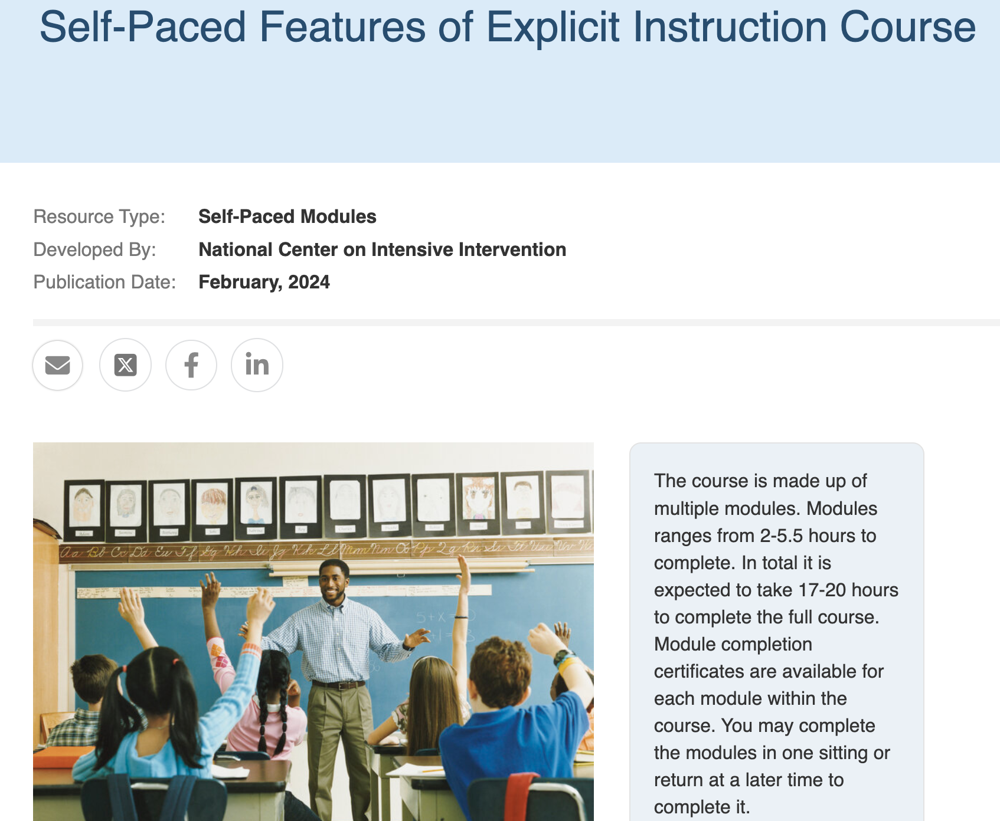 Self-Paced Features of Explicit Instruction Course
Resource Type: Self-Paced Modules
Developed By: National Center on Intensive Intervention
Publication Date: February, 2024
Aa Bb Cc Dd Ee Ff Gg Hh Ii Jj Kk Ll Mm Nn Oo Pp Qq Rr Ss Tt Uu Vv
5+x=
The course is made up of
multiple modules. Modules
ranges from 2-5.5 hours to
complete. In total it is
expected to take 17-20 hours
to complete the full course.
Module completion
certificates are available for
each module within the
course. You may complete
the modules in one sitting or
return at a later time to
complete it.